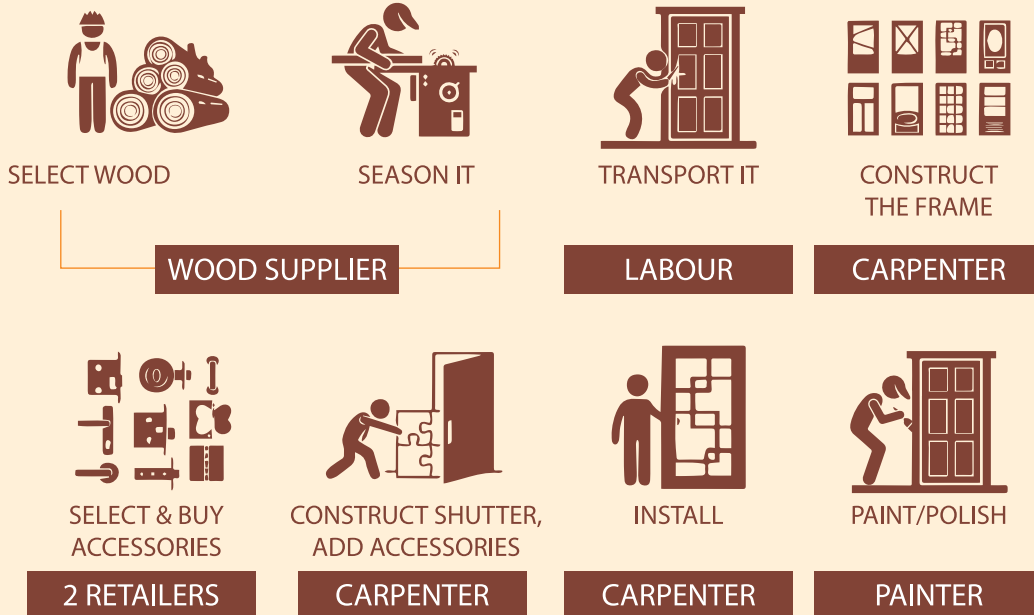 SELECT WOOD
SEASON IT
TRANSPORT IT
CONSTRUCT
THE FRAME
WOOD SUPPLIER
LABOUR
CARPENTER
SELECT & BUY
ACCESSORIES
CONSTRUCT SHUTTER,
ADD ACCESSORIES
INSTALL
PAINT/POLISH
2 RETAILERS
CARPENTER
CARPENTER
PAINTER